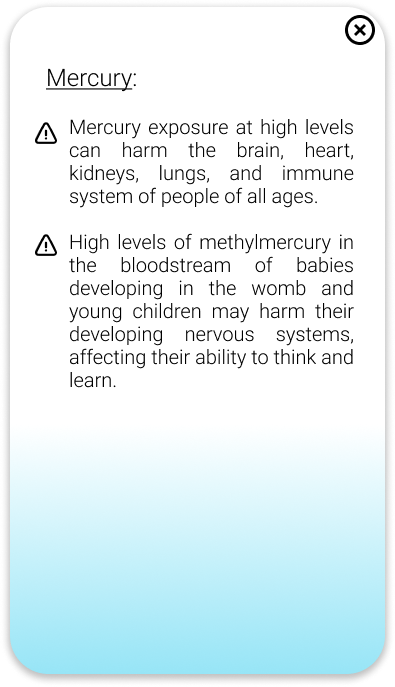 Mercury:
Mercury exposure at high levels
can harm the brain, heart,
kidneys, lungs, and immune
system of people of all ages.
High levels of methylmercury in
the bloodstream of babies
developing in the womb and
young children may harm their
developing nervous systems,
affecting their ability to think and
learn.